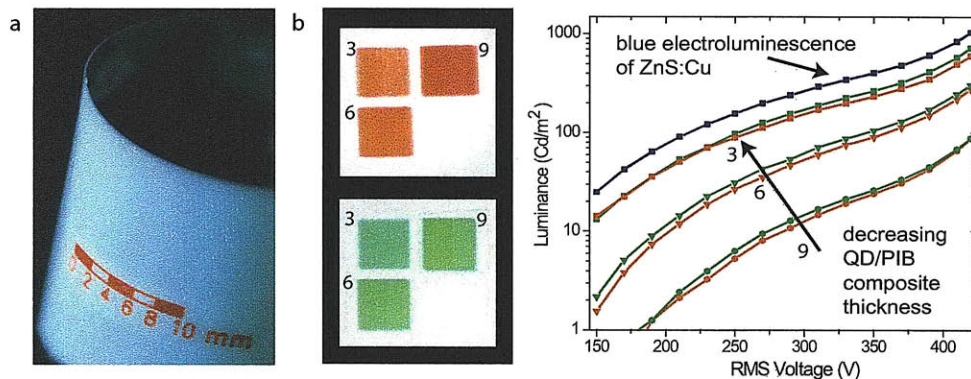 a
0 2 4 6 8 10 mm
b
3 9
6
3 9
6
1000
100
10
1
Luminance (Cd/m²)
blue electroluminescence
of ZnS:Cu
3
6
9
decreasing
QD/PIB
composite
thickness
150 200 250 300 350 400
RMS Voltage (V)